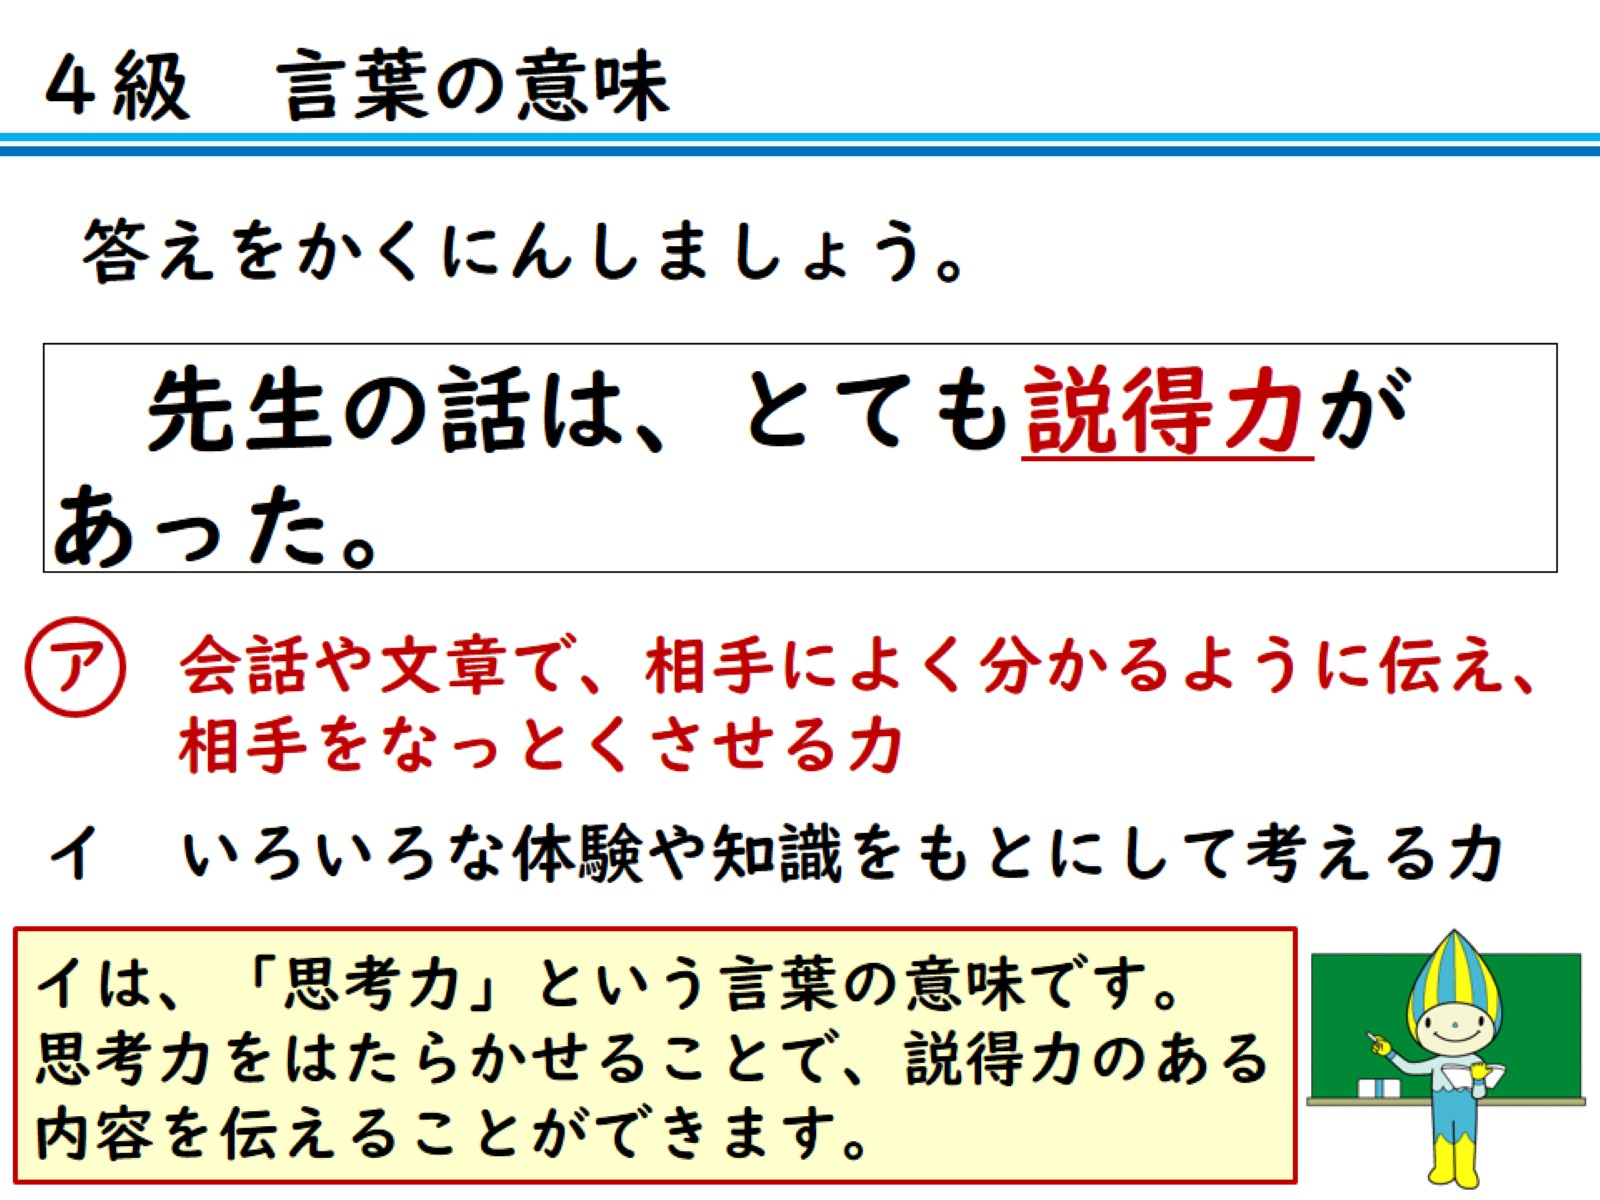 ４級　言葉の意味
答えをかくにんしましょう。
先生の話は、とても説得力が
あった。
ア　会話や文章で、相手によく分かるように伝え、
相手をなっとくさせる力
イ　いろいろな体験や知識をもとにして考える力
イは、「思考力」という言葉の意味です。
思考力をはたらかせることで、説得力のある
内容を伝えることができます。